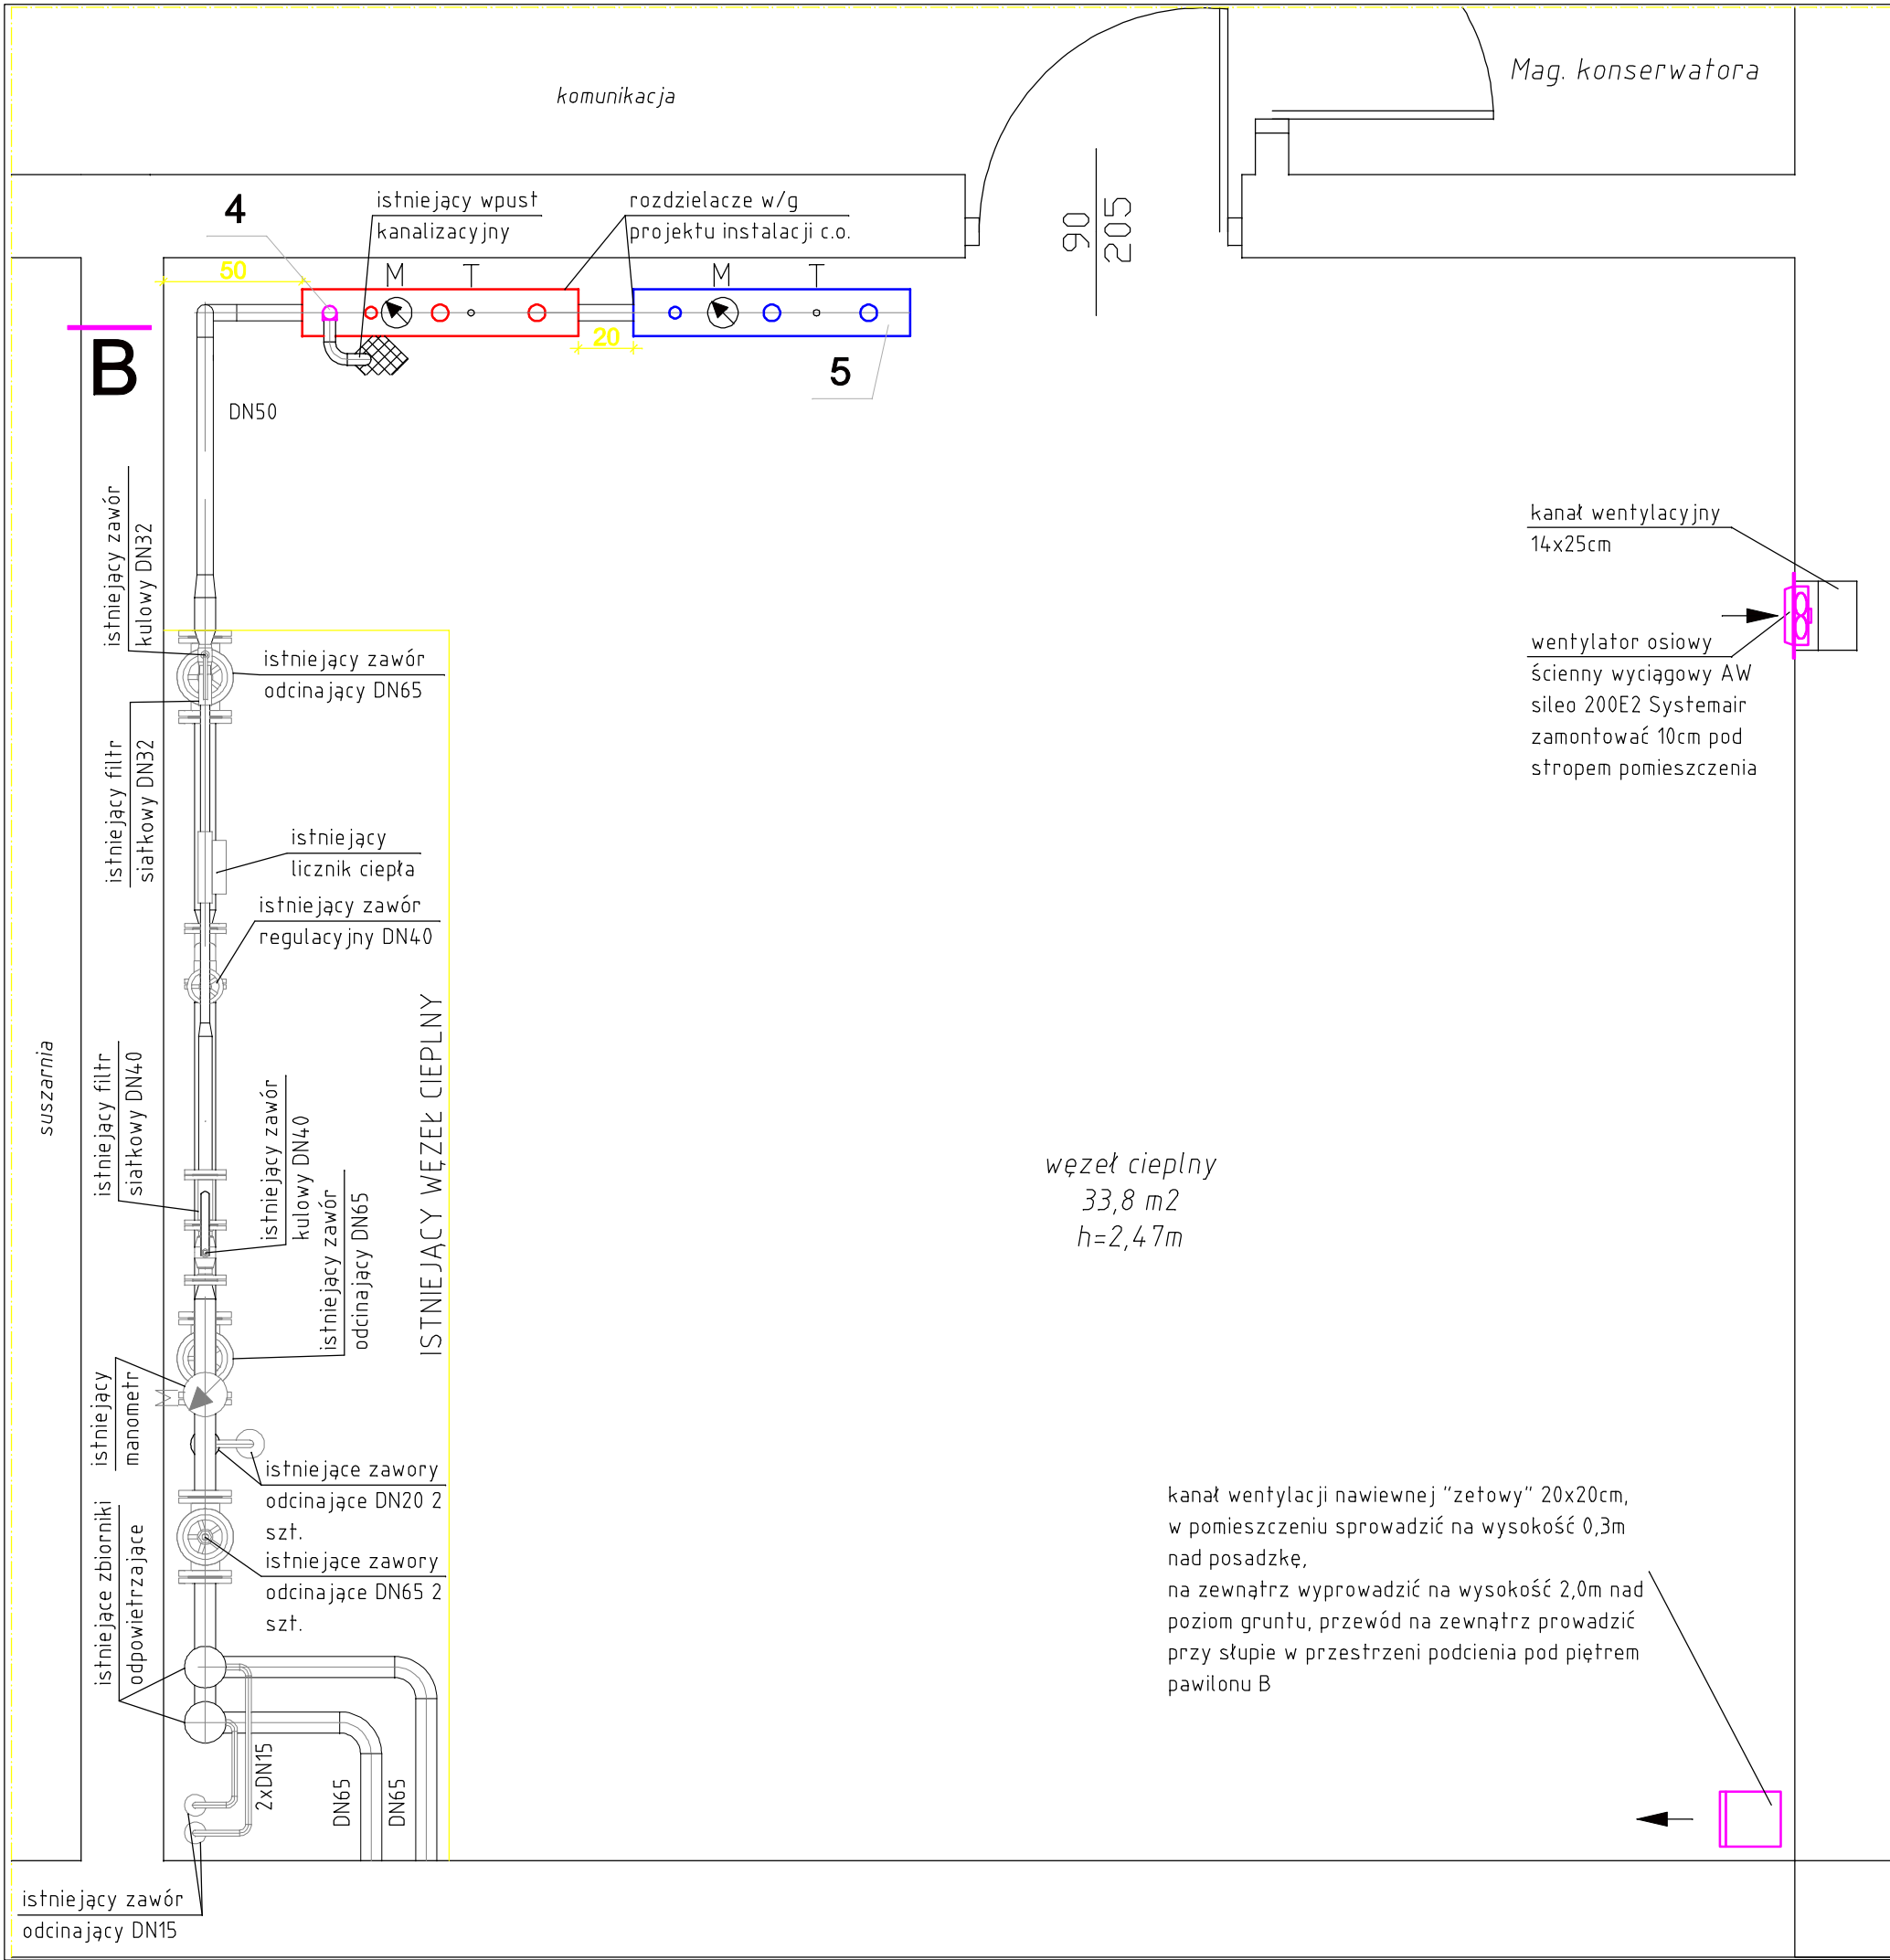 komunikacja
Mag. konserwatora
4
istniejący wpust
kanalizacyjny
rozdzielacze w/g
projektu instalacji c.o.
90
205
50
M
T
M
T
20
B
5
DN50
istniejący zawór
kulowy DN32
kanał wentylacyjny
14x25cm
istniejący zawór
odcinający DN65
wentylator osiowy
ścienny wyciągowy AW
sileo 200E2 Systemair
zamontować 10cm pod
stropem pomieszczenia
istniejący filtr
siatkowy DN32
istniejący
licznik ciepła
istniejący zawór
regulacyjny DN40
ISTNIEJĄCY WĘZEŁ CIEPLNY
suszarnia
istniejący filtr
siatkowy DN40
istniejący zawór
kulowy DN40
istniejący zawór
odcinający DN65
węzeł cieplny
33,8 m2
h=2,47m
istniejący
manometr
M
istniejące zawory
odcinające DN20 2
szt.
istniejące zawory
odcinające DN65 2
szt.
istniejące zbiorniki
odpowietrzające
kanał wentylacji nawiewnej "zetowy" 20x20cm,
w pomieszczeniu sprowadzić na wysokość 0,3m
nad posadzkę,
na zewnątrz wyprowadzić na wysokość 2,0m nad
poziom gruntu, przewód na zewnątrz prowadzić
przy słupie w przestrzeni podcienia pod piętrem
pawilonu B
2xDN15
DN65
DN65
istniejący zawór
odcinający DN15